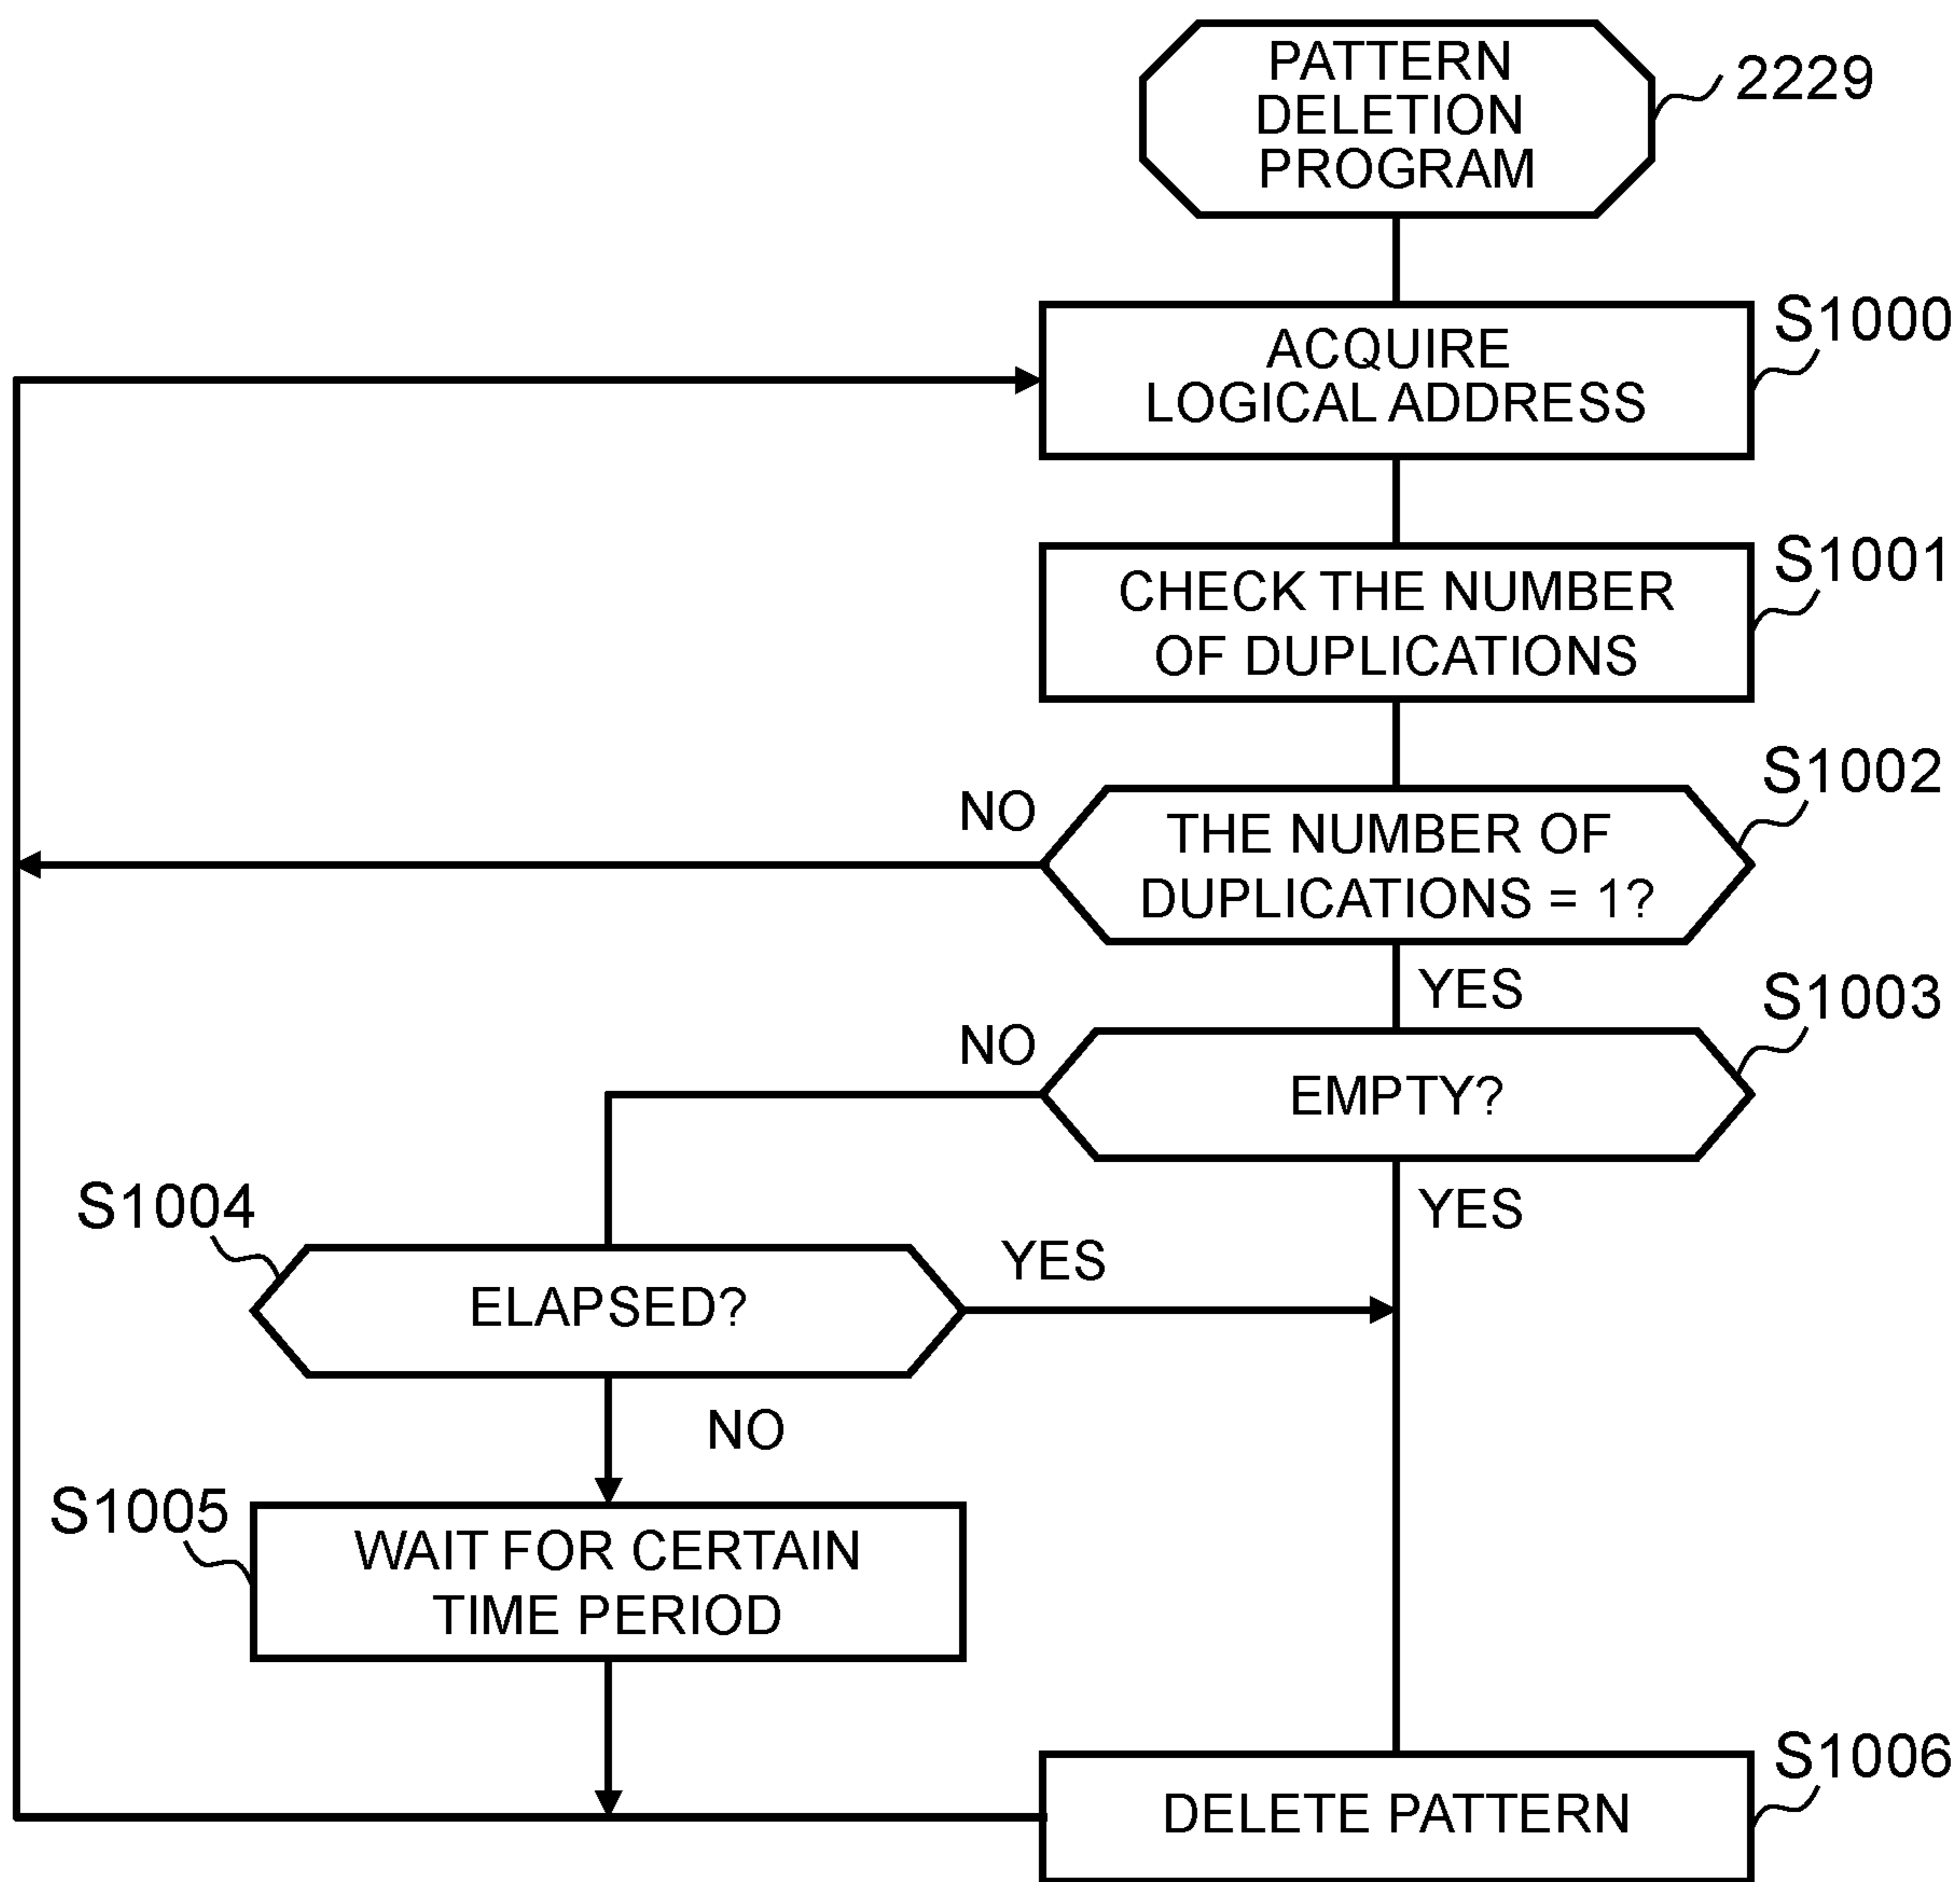 PATTERN
DELETION
PROGRAM
2229
ACQUIRE
LOGICAL ADDRESS
S1000
CHECK THE NUMBER
OF DUPLICATIONS
S1001
THE NUMBER OF
DUPLICATIONS = 1?
S1002
NO
YES
EMPTY?
S1003
NO
YES
S1004
ELAPSED?
YES
NO
S1005
WAIT FOR CERTAIN
TIME PERIOD
S1006
DELETE PATTERN